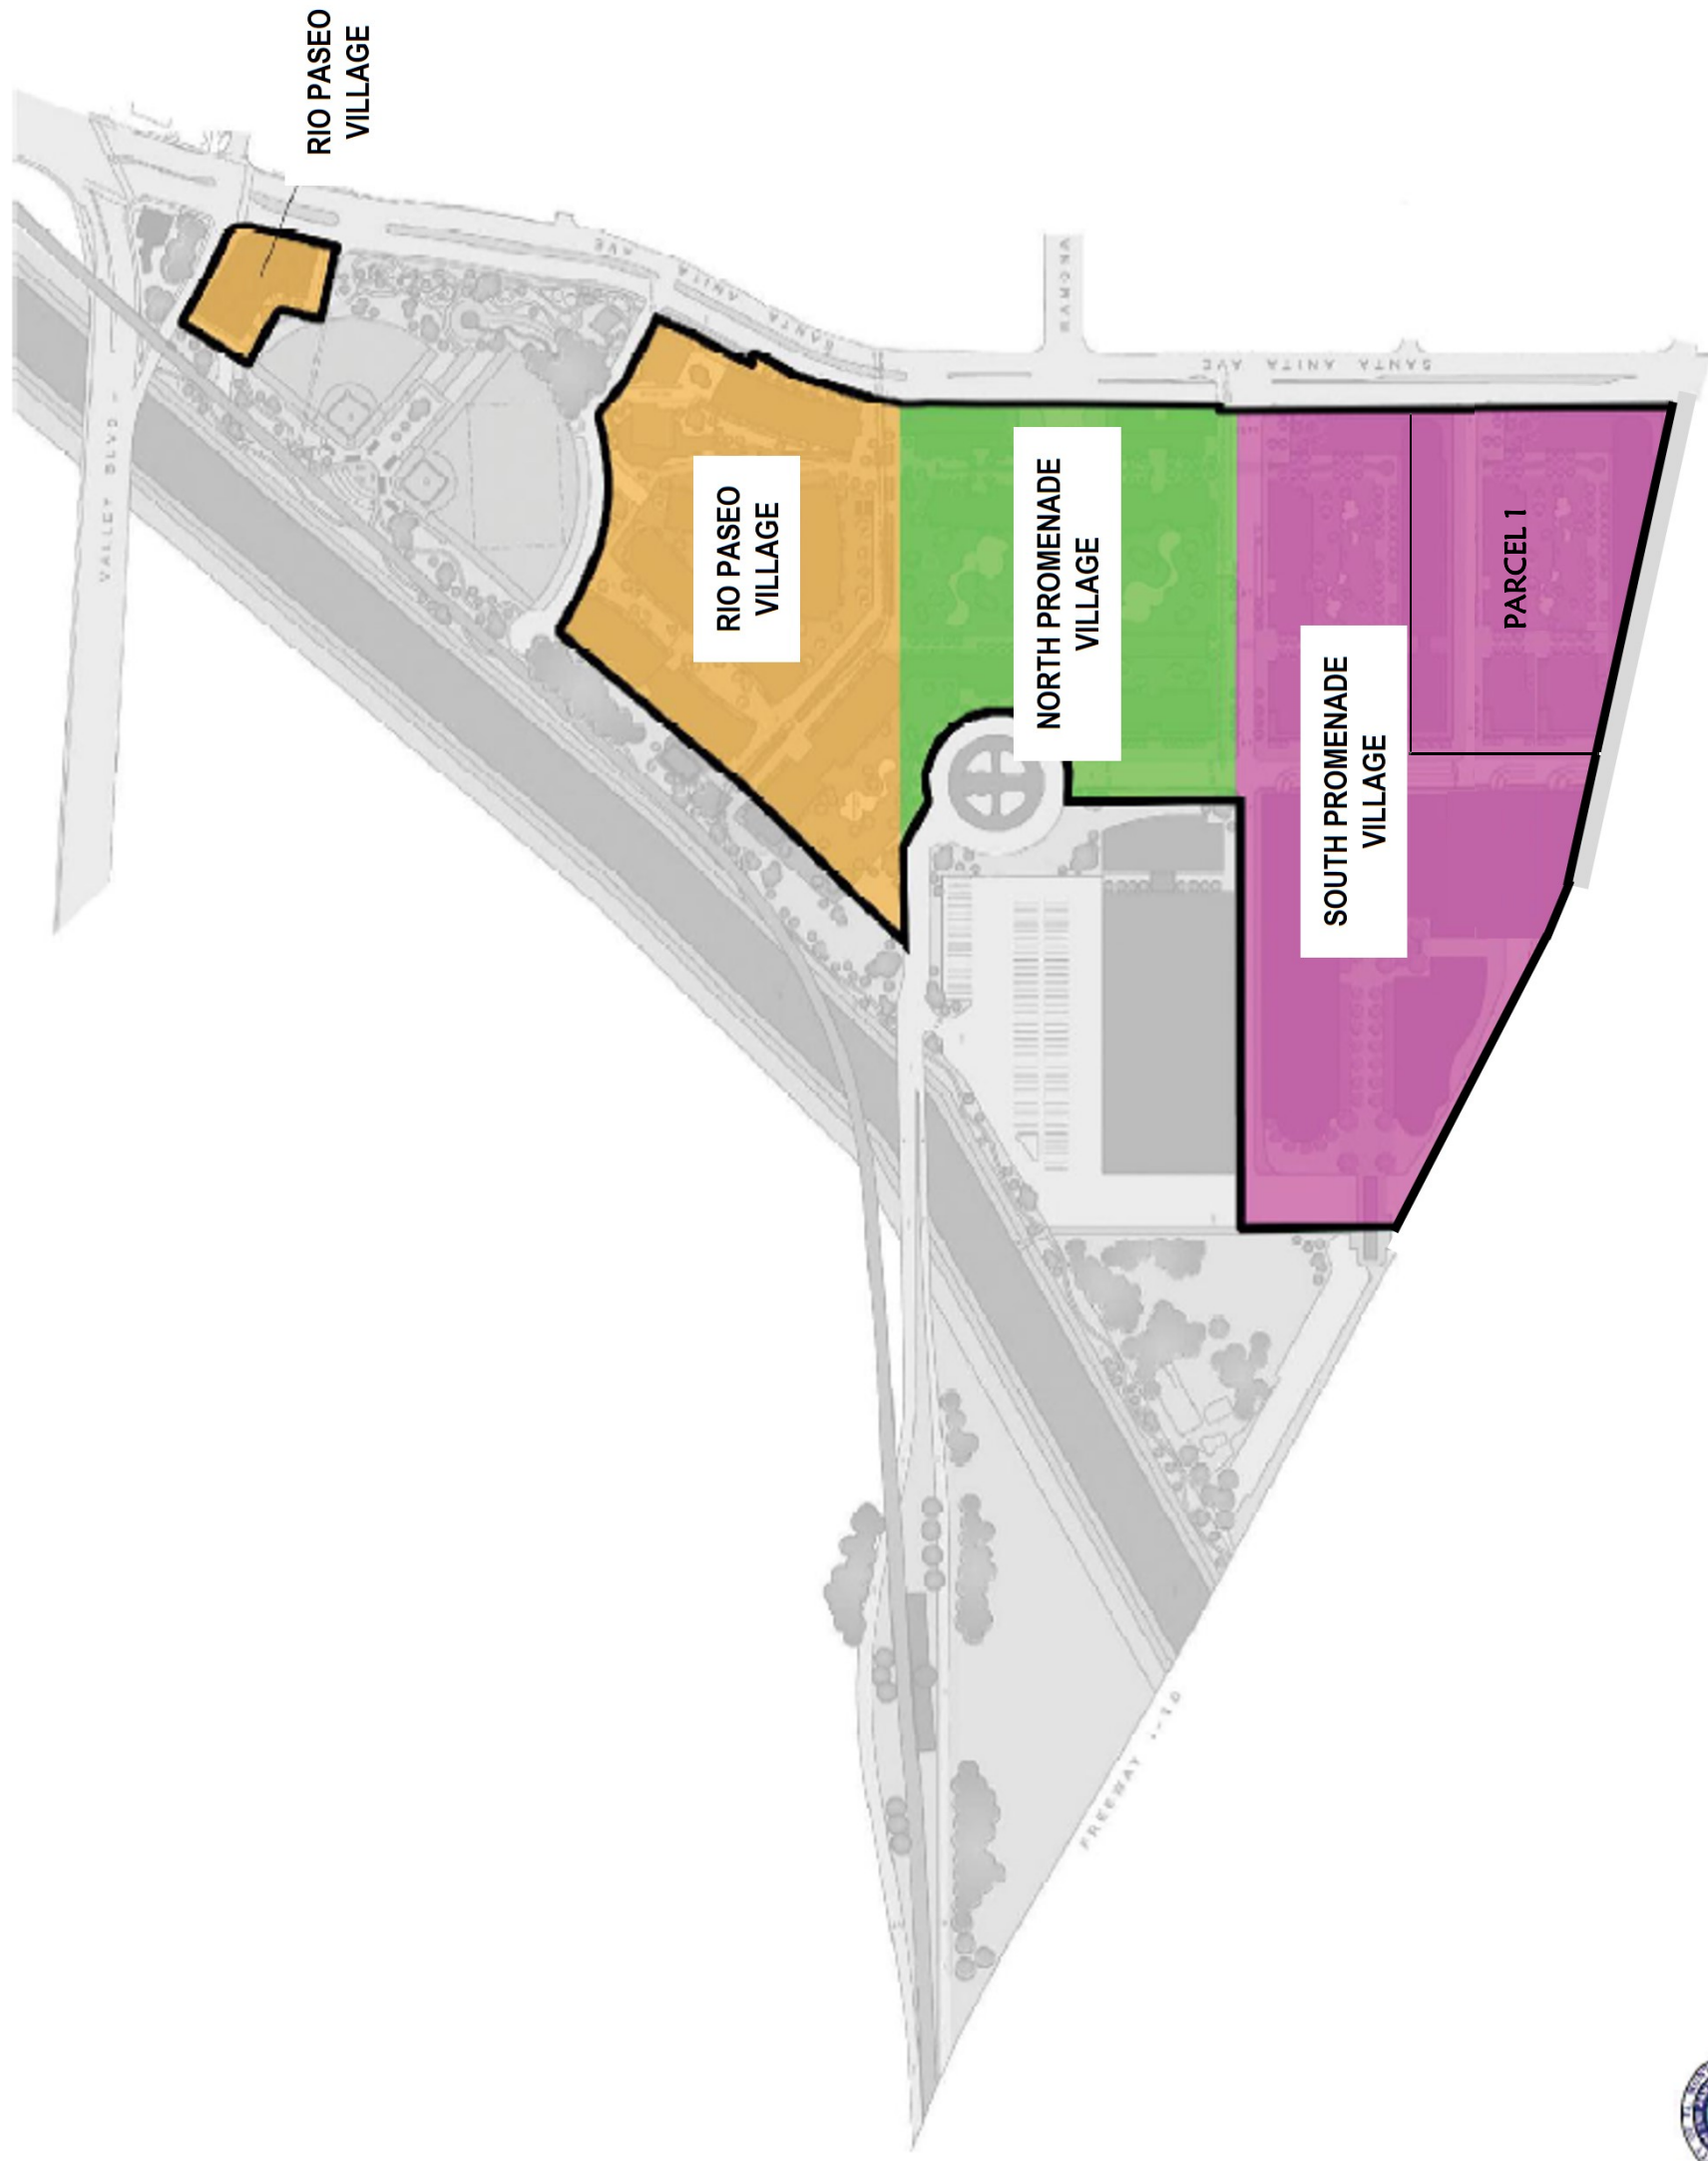 RIO PASEO
VILLAGE
VALLEY BLVD
SANTA ANITA AVE
RAMONA
SANTA ANITA AVE
RIO PASEO
VILLAGE
NORTH PROMENADE
VILLAGE
SOUTH PROMENADE
VILLAGE
PARCEL 1
FREEWAY I-10